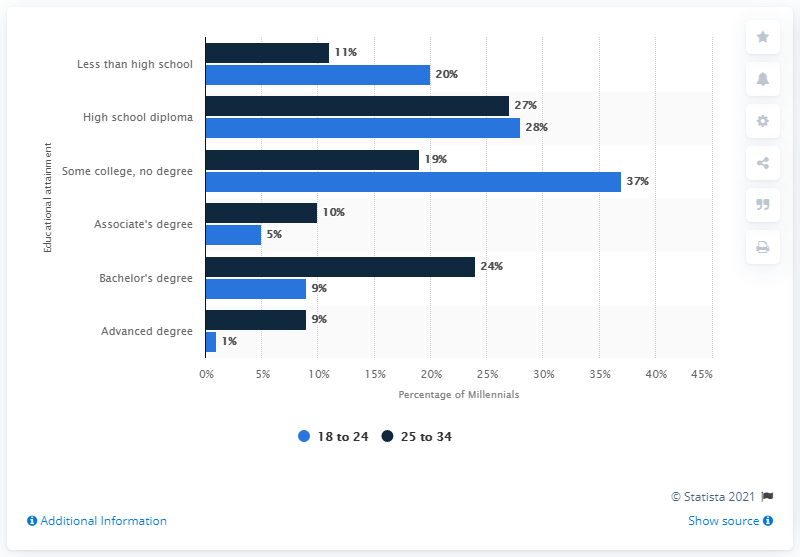 Educational attainment
Less than high school
11%
20%
High school diploma
27%
28%
Some college, no degree
19%
37%
Associate's degree
10%
5%
Bachelor's degree
24%
9%
Advanced degree
9%
1%
0% 5% 10% 15% 20% 25% 30% 35% 40% 45%
Percentage of Millennials
18 to 24 25 to 34
© Statista 2021
Additional Information Show source